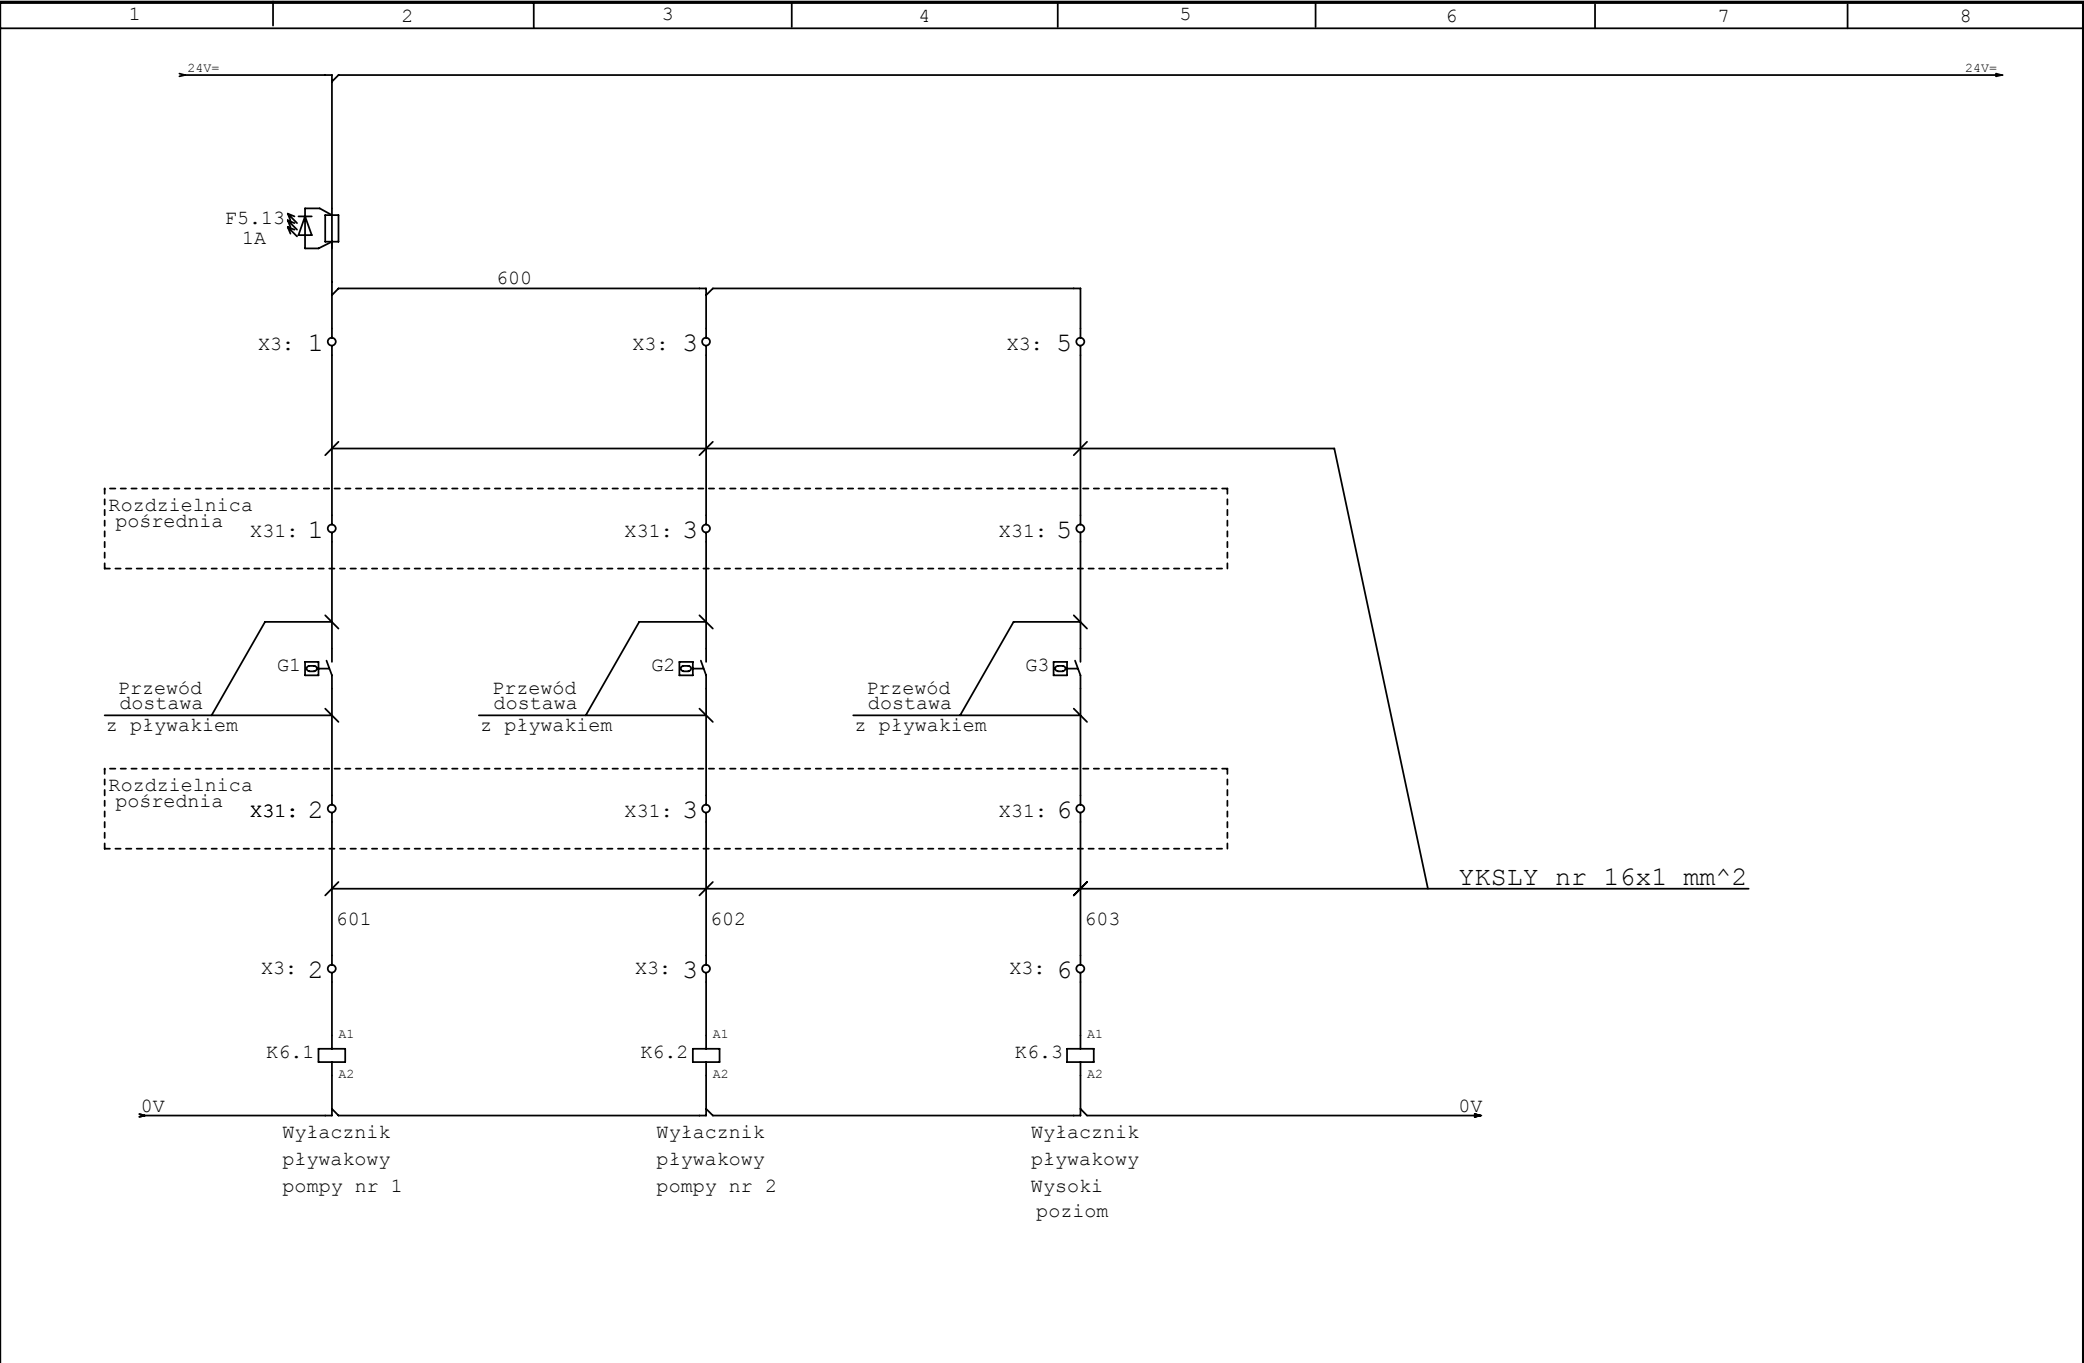 1 2 3 4 5 6 7 8
24V= 24V=
F5.13
1A
600
X3: 1 X3: 3 X3: 5
Rozdzielnica
pośrednia
X31: 1 X31: 3 X31: 5
G1 G2 G3
Przewód
dostawa
z pływakiem
Przewód
dostawa
z pływakiem
Przewód
dostawa
z pływakiem
Rozdzielnica
pośrednia
X31: 2 X31: 3 X31: 6
YKSLY nr 16x1 mm^2
601 602 603
X3: 2 X3: 3 X3: 6
A1 A1 A1
K6.1 K6.2 K6.3
A2 A2 A2
0V 0V
Wyłacznik
pływakowy
pompy nr 1
Wyłacznik
pływakowy
pompy nr 2
Wyłacznik
pływakowy
Wysoki
poziom